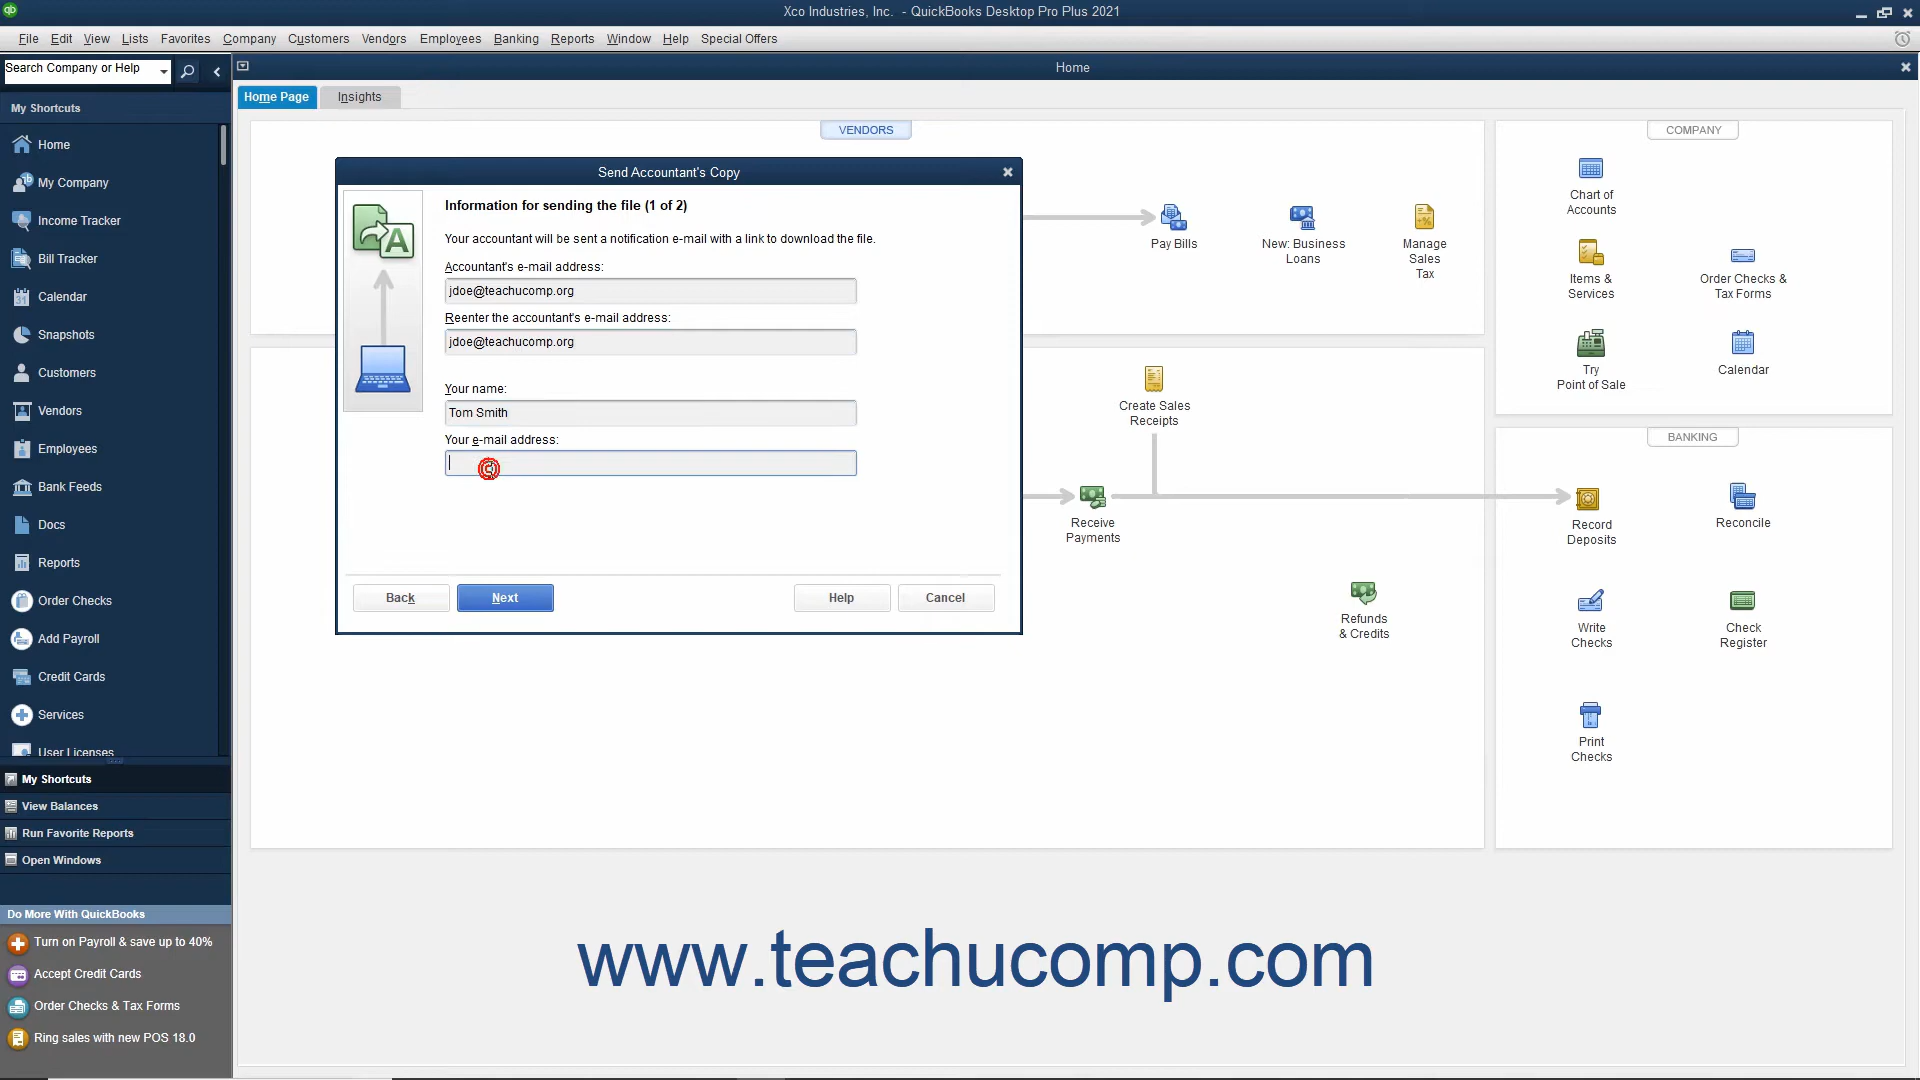 Xco Industries, Inc. - QuickBooks Desktop Pro Plus 2021
File Edit View Lists Favorites Company Customers Vendors Employees Banking Reports Window Help Special Offers
Search Company or Help
Home
Home Page
Insights
My Shortcuts
Home
My Company
Income Tracker
Bill Tracker
Calendar
Snapshots
Customers
Vendors
Employees
Bank Feeds
Docs
Reports
Order Checks
Add Payroll
Credit Cards
Services
User Licenses
My Shortcuts
View Balances
Run Favorite Reports
Open Windows
Do More With QuickBooks
Turn on Payroll & save up to 40%
Accept Credit Cards
Order Checks & Tax Forms
Ring sales with new POS 18.0
VENDORS
Send Accountant's Copy
Information for sending the file (1 of 2)
Your accountant will be sent a notification e-mail with a link to download the file.
Accountant's e-mail address:
jdoe@teachucomp.org
Reenter the accountant's e-mail address:
jdoe@teachucomp.org
Your name:
Tom Smith
Your e-mail address:
Back
Next
Help
Cancel
Pay Bills
New: Business
Loans
Manage
Sales
Tax
Create Sales
Receipts
Receive
Payments
Refunds
& Credits
COMPANY
Chart of
Accounts
Items &
Services
Order Checks &
Tax Forms
Try
Point of Sale
Calendar
BANKING
Record
Deposits
Reconcile
Write
Checks
Check
Register
Print
Checks
www.teachucomp.com